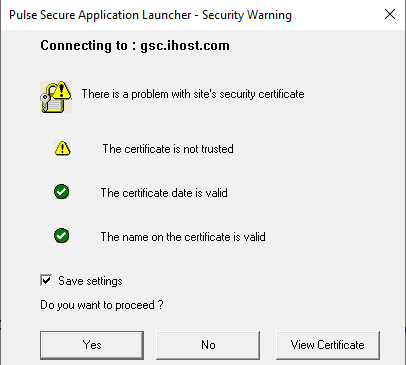 Pulse Secure Application Launcher - Security Warning
Connecting to : gsc.ihost.com
There is a problem with site's security certificate
The certificate is not trusted
The certificate date is valid
The name on the certificate is valid
Save settings
Do you want to proceed ?
Yes No View Certificate